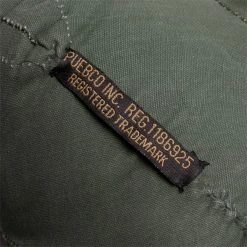 PUEBCO INC. REG.1186925
REGISTERED TRADEMARK